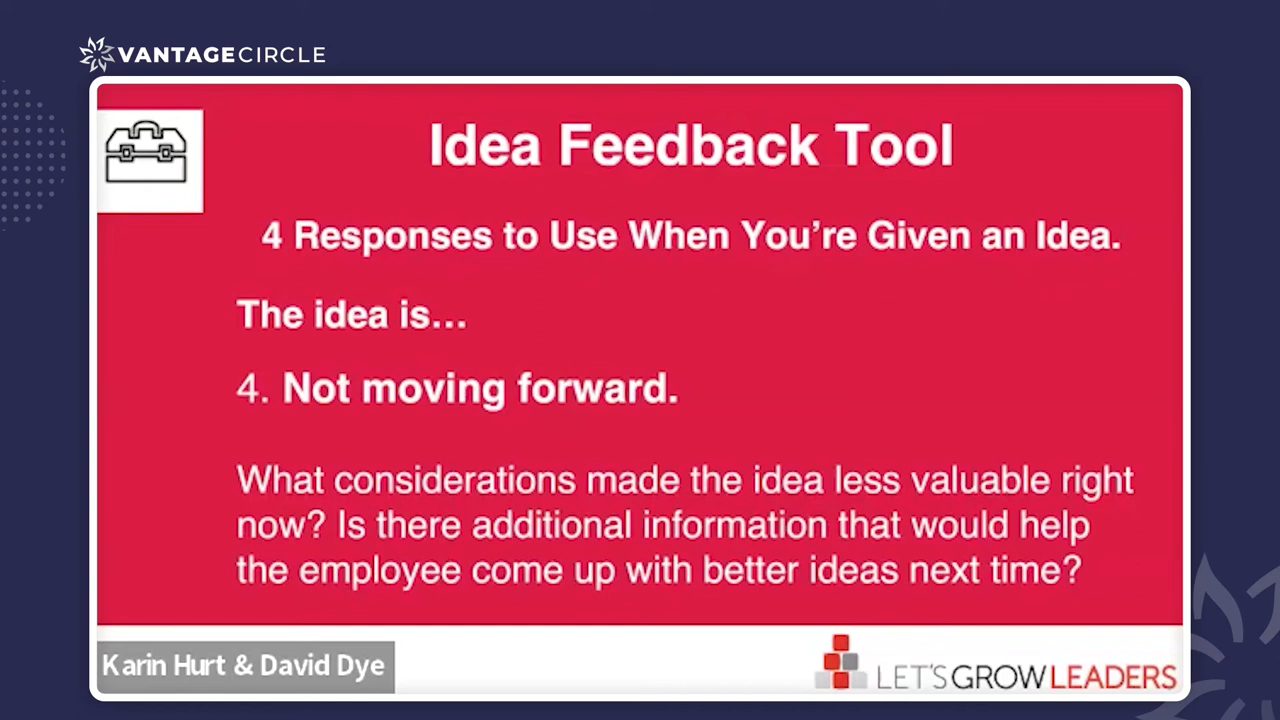 VANTAGECIRCLE
Idea Feedback Tool
4 Responses to Use When You're Given an Idea.
The idea is...
4. Not moving forward.
What considerations made the idea less valuable right
now? Is there additional information that would help
the employee come up with better ideas next time?
Karin Hurt & David Dye
LET'SGROWLEADERS